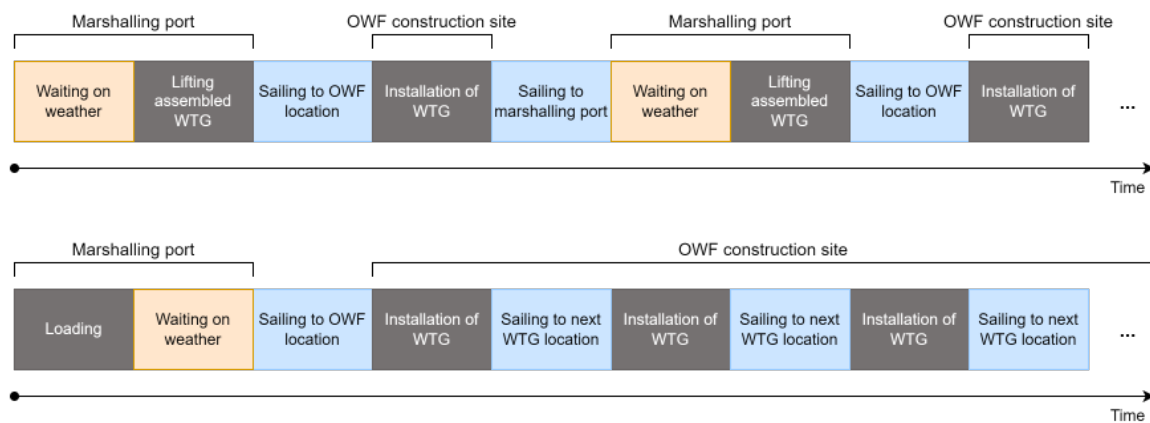 Marshalling port
OWF construction site
Marshalling port
OWF construction site
Waiting on
weather
Lifting
assembled
WTG
Sailing to OWF
location
Installation of
WTG
Sailing to
marshalling port
Waiting on
weather
Lifting
assembled
WTG
Sailing to OWF
location
Installation of
WTG
...
Time
Marshalling port
OWF construction site
Loading
Waiting on
weather
Sailing to OWF
location
Installation of
WTG
Sailing to next
WTG location
Installation of
WTG
Sailing to next
WTG location
Installation of
WTG
Sailing to next
WTG location
...
Time